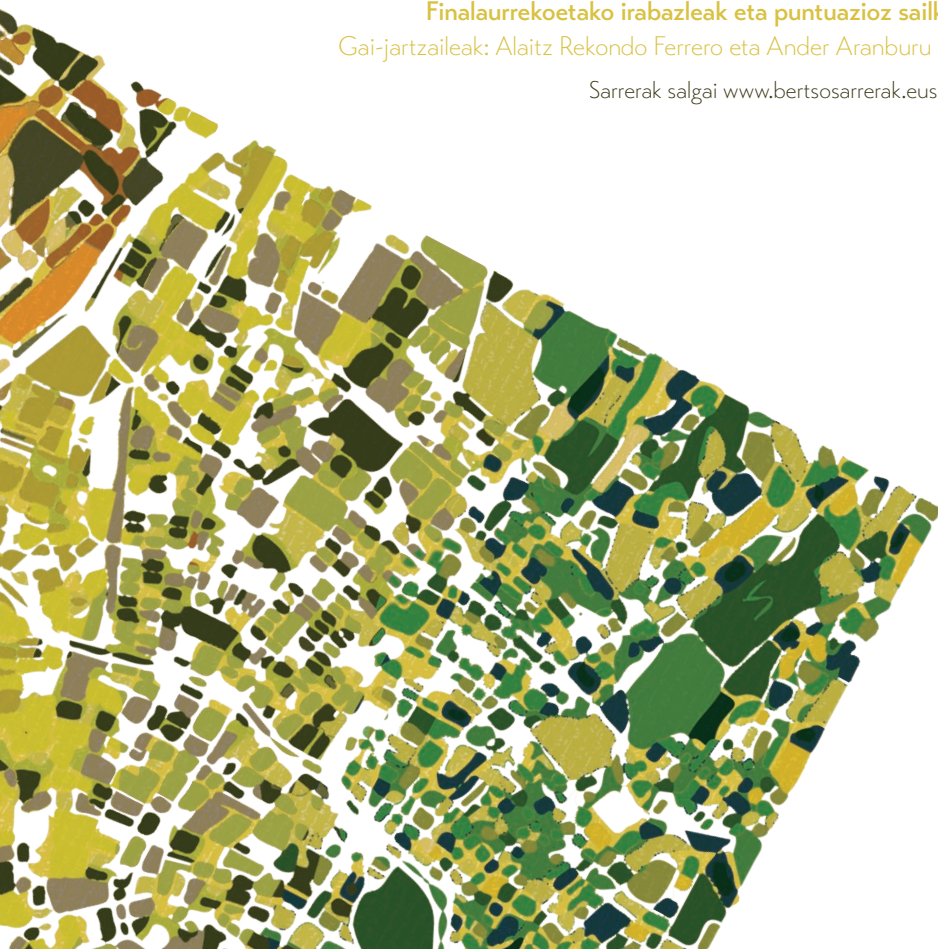 Finalaurrekoetako irabazleak eta puntuazioz
Gai-jartzaileak: Alaitz Rekondo Ferrero eta Ander Aranburu
Sarrerak salgai www.bertsosarrerak.eus